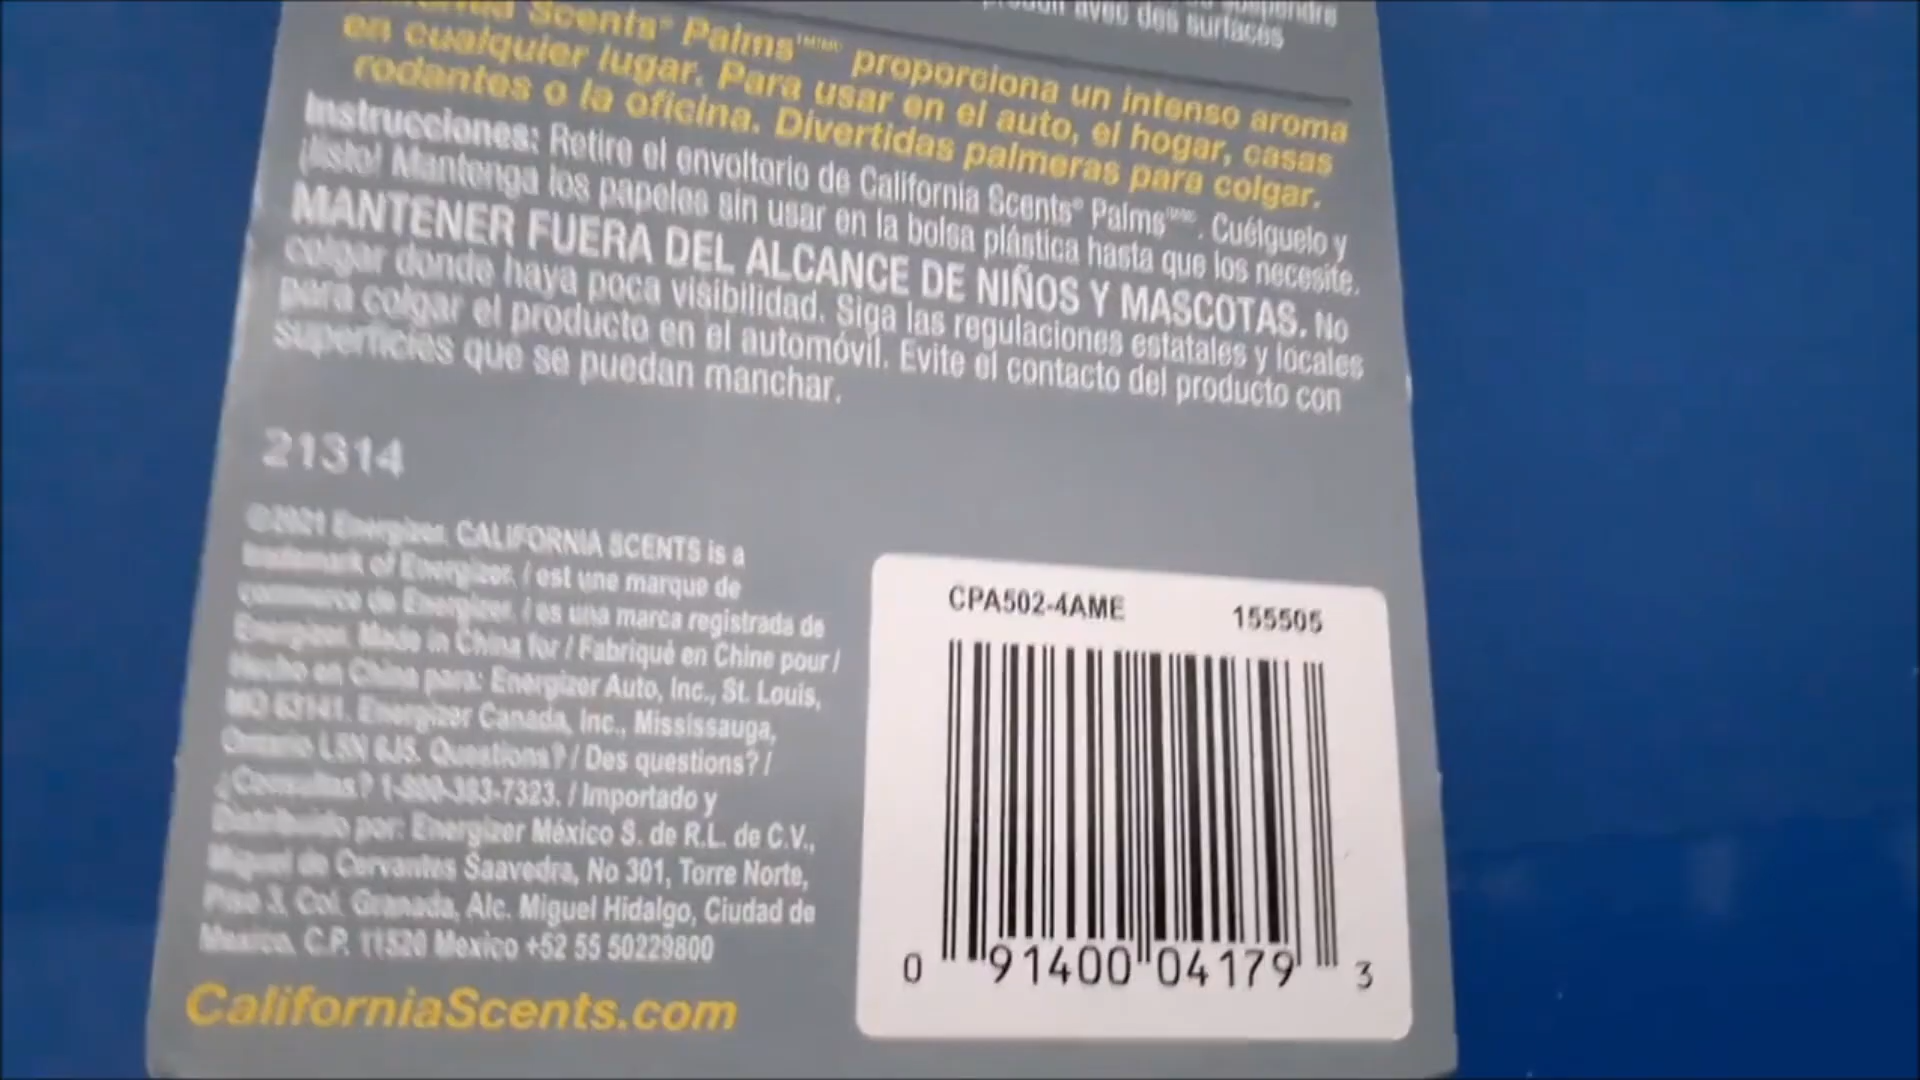 produit avec des surfaces
Scents® Palms™/MC proporciona un intenso aroma
en cualquier lugar. Para usar en el auto, el hogar, casas
rodantes o la oficina. Divertidas palmeras para colgar.
Instrucciones: Retire el envoltorio de California Scents® Palms™/MC. Cuélguelo y
¡listo! Mantenga los papeles sin usar en la bolsa plástica hasta que los necesite.
MANTENER FUERA DEL ALCANCE DE NIÑOS Y MASCOTAS. No
colgar donde haya poca visibilidad. Siga las regulaciones estatales y locales
para colgar el producto en el automóvil. Evite el contacto del producto con
superficies que se puedan manchar.
21314
©2021 Energizer. CALIFORNIA SCENTS is a
trademark of Energizer. / est une marque de
commerce de Energizer. / es una marca registrada de
Energizer. Made in China for / Fabriqué en Chine pour /
Hecho en China para: Energizer Auto, Inc., St. Louis,
MO 63141. Energizer Canada, Inc., Mississauga,
Ontario L5N 6J5. Questions? / Des questions? /
¿Consultas? 1-800-383-7323. / Importado y
Distribuido por: Energizer México S. de R.L. de C.V.,
Miguel de Cervantes Saavedra, No 301, Torre Norte,
Piso 3, Col. Granada, Alc. Miguel Hidalgo, Ciudad de
Mexico. C.P. 11520 Mexico +52 55 50229800
CaliforniaScents.com
CPA502-4AME 155505
0 91400 04179 3